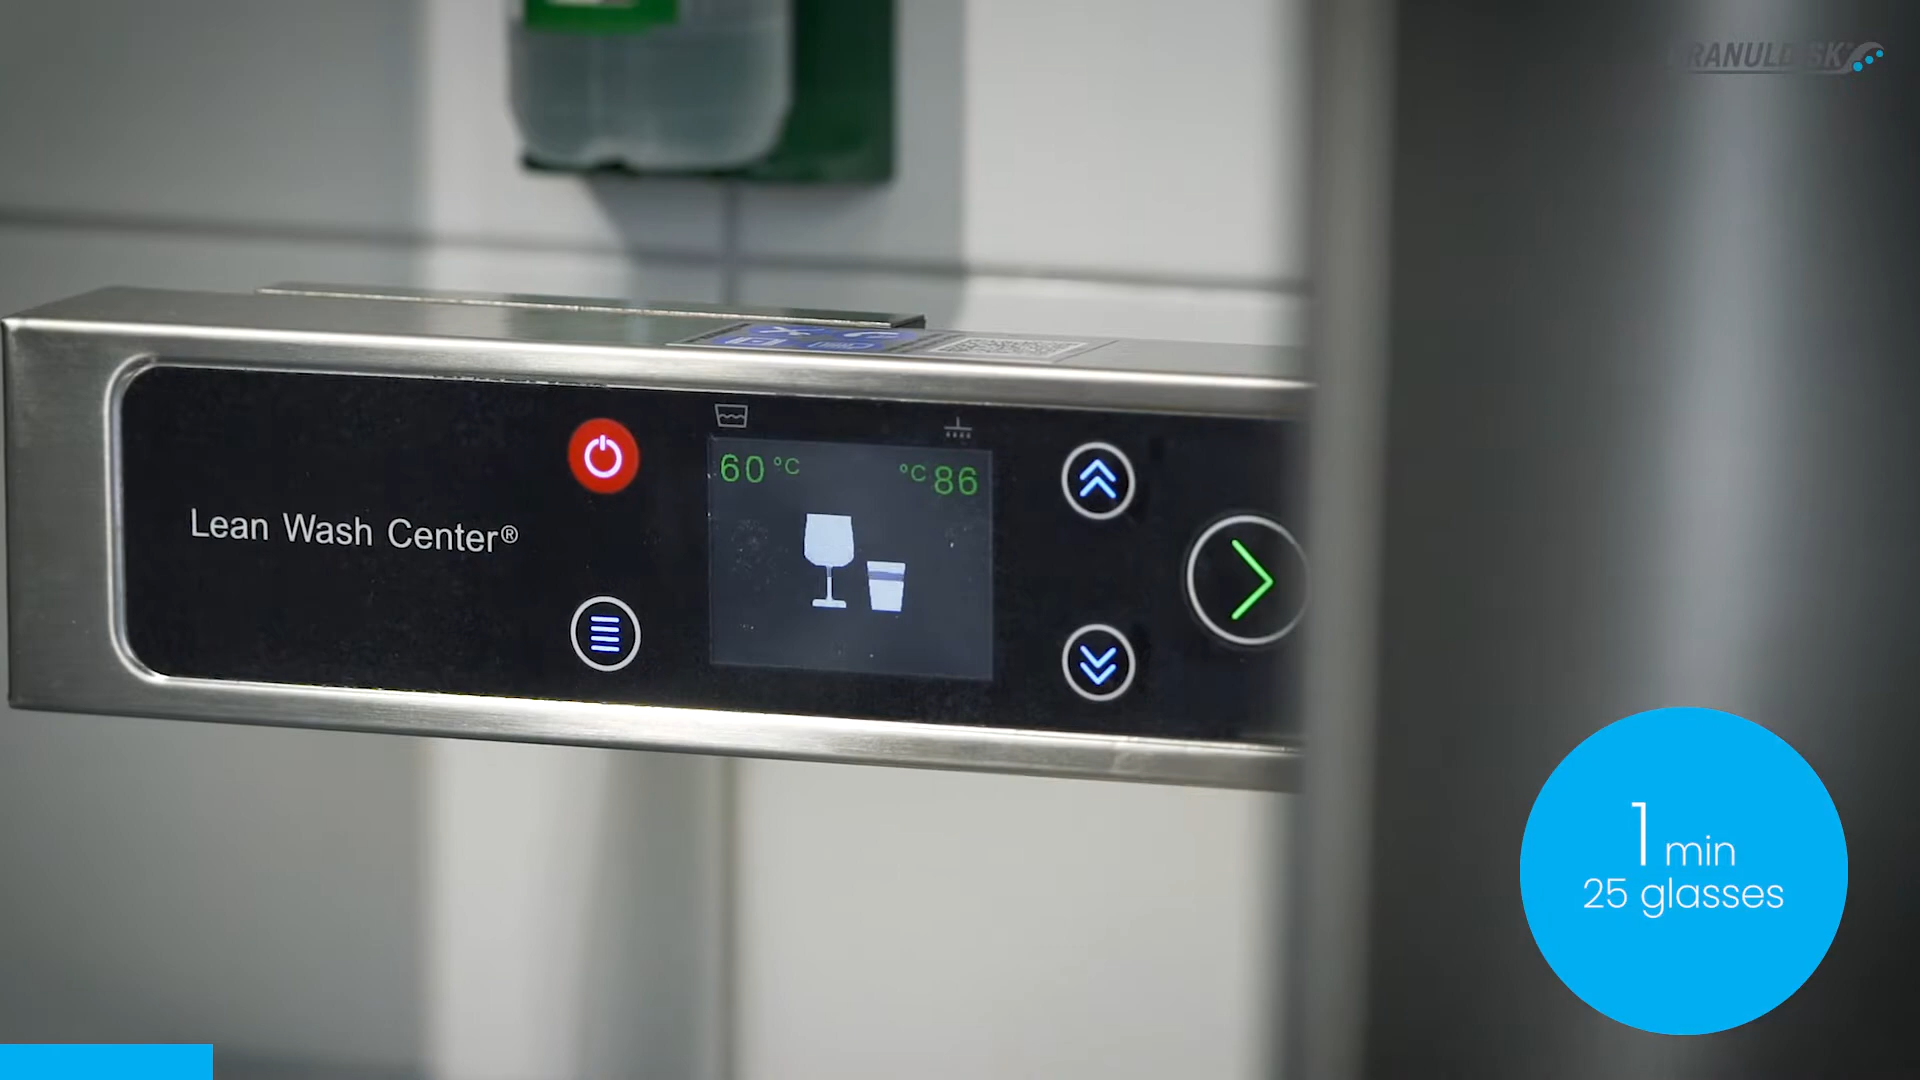 GRANULDISK
60 °C
°C 86
Lean Wash Center®
1 min
25 glasses